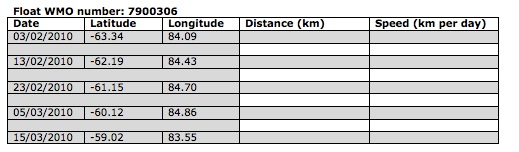 Float WMO number: 7900306
Date Latitude Longitude Distance (km) Speed (km per day)
03/02/2010 -63.34 84.09
13/02/2010 -62.19 84.43
23/02/2010 -61.15 84.70
05/03/2010 -60.12 84.86
15/03/2010 -59.02 83.55